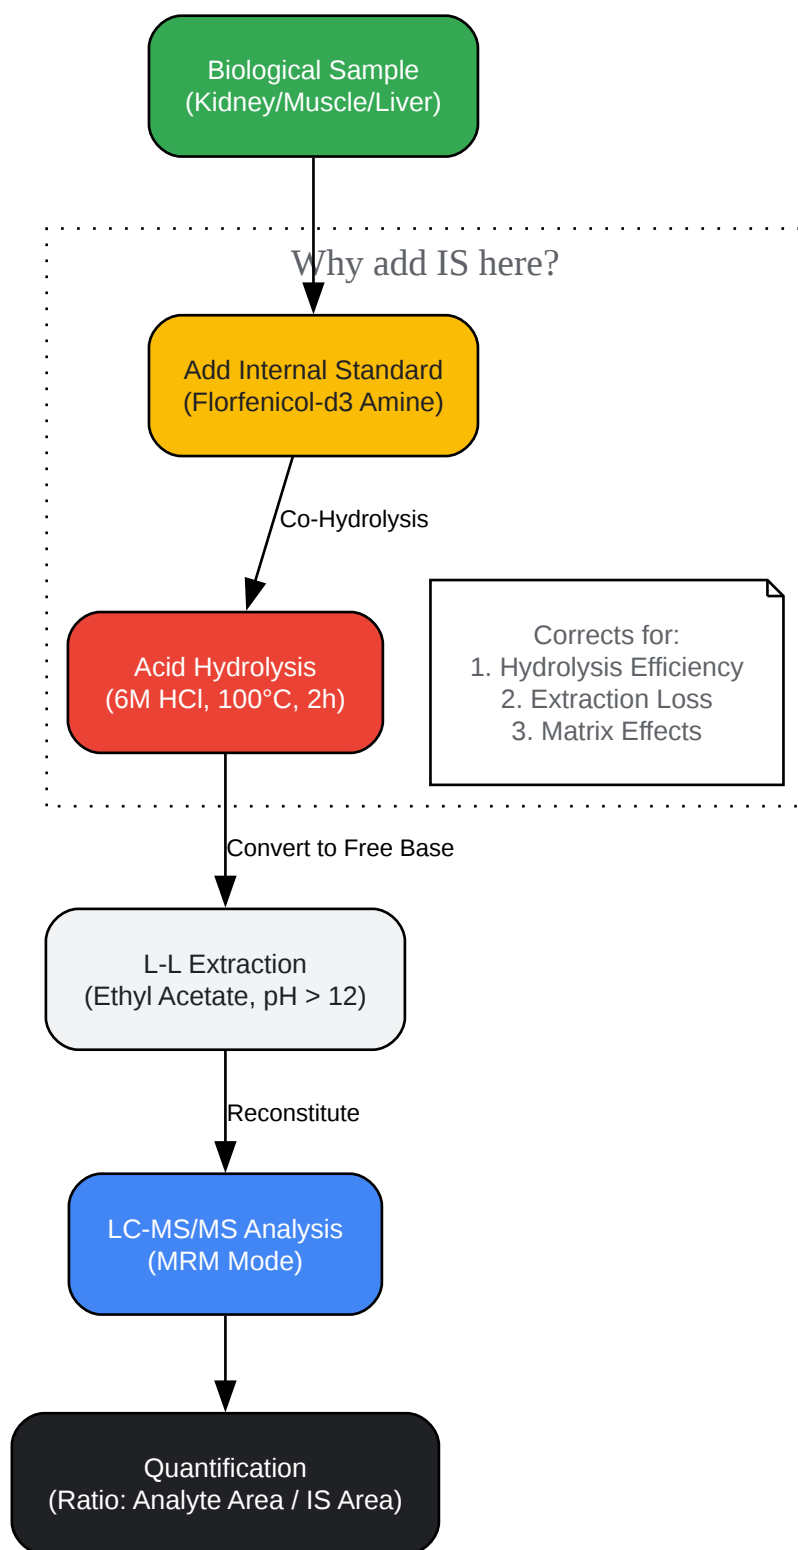 Biological Sample
(Kidney/Muscle/Liver)
Why add IS here?
Add Internal Standard
(Florfenicol-d3 Amine)
Co-Hydrolysis
Acid Hydrolysis
(6M HCl, 100°C, 2h)
Corrects for:
1. Hydrolysis Efficiency
2. Extraction Loss
3. Matrix Effects
Convert to Free Base
L-L Extraction
(Ethyl Acetate, pH > 12)
Reconstitute
LC-MS/MS Analysis
(MRM Mode)
Quantification
(Ratio: Analyte Area / IS Area)